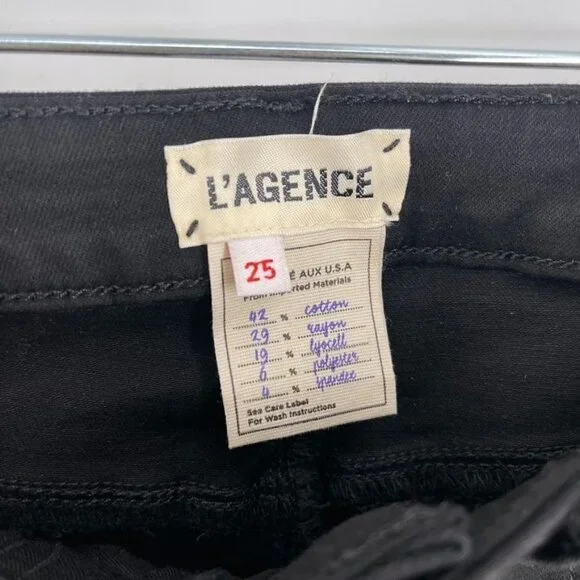 L'AGENCE
25
É AUX U.S.A
From Imported Materials
42 % cotton
29 % rayon
19 % lyocell
6 % polyester
4 % spandex
See Care Label
For Wash Instructions